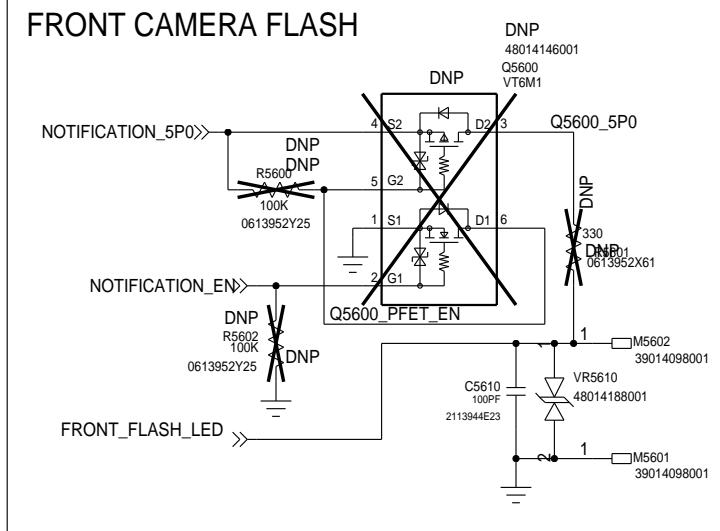 FRONT CAMERA FLASH
DNP
48014146001
Q5600
VT6M1
DNP
NOTIFICATION_5P0
4 S2 D2 3
Q5600_5P0
DNP
DNP
R5600
100K
0613952Y25
5 G2
1 S1 D1 6
DNP
330
DNP
0613952X61
NOTIFICATION_EN
2 G1
Q5600_PFET_EN
DNP
R5602
100K
0613952Y25
DNP
1 1 M5602
39014098001
C5610
100PF
2113944E23
VR5610
48014188001
FRONT_FLASH_LED
2 1 M5601
39014098001